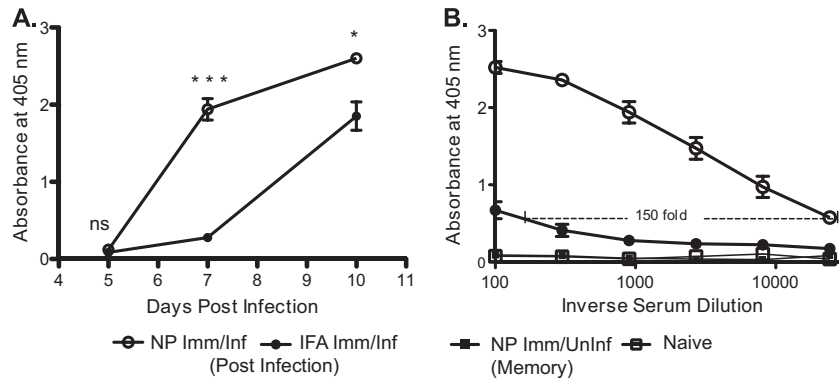 A.
Absorbance at 405 nm
3
2
1
0
ns
* * *
*
4 5 6 7 8 9 10 11
Days Post Infection
NP Imm/Inf IFA Imm/Inf
(Post Infection)
B.
Absorbance at 405 nm
3
2
1
0
150 fold
100 1000 10000
Inverse Serum Dilution
NP Imm/UnInf Naive
(Memory)